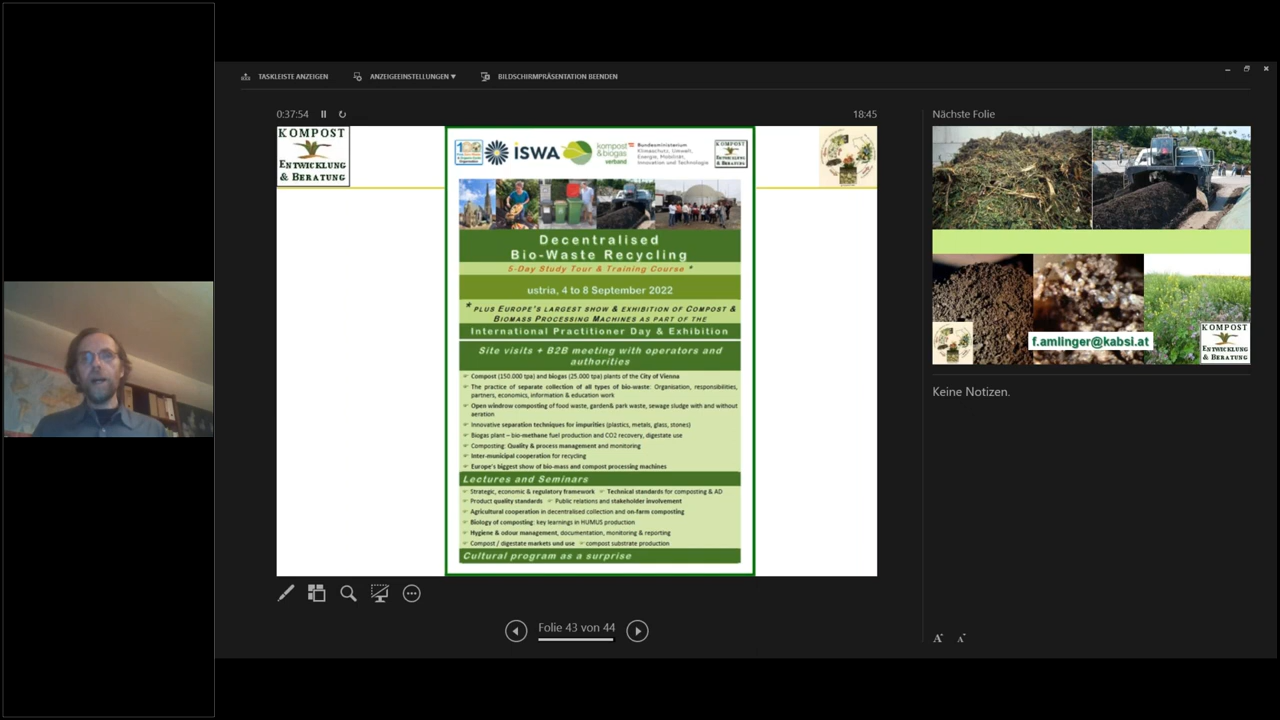 TASKLEISTE ANZEIGEN
ANZEIGEEINSTELLUNGEN ▼
BILDSCHIRMPRÄSENTATION BEENDEN
0:37:54
18:45
Nächste Folie
KOMPOST
ENTWICKLUNG
& BERATUNG
ISWA
kompost
& biogas
verband
Bundesministerium
Klimaschutz, Umwelt,
Energie, Mobilität,
Innovation und Technologie
KOMPOST
ENTWICKLUNG
& BERATUNG
Decentralised
Bio-Waste Recycling
5-Day Study Tour & Training Course *
ustria, 4 to 8 September 2022
* PLUS EUROPE'S LARGEST SHOW & EXHIBITION OF COMPOST &
BIOMASS PROCESSING MACHINES AS PART OF THE
International Practitioner Day & Exhibition
Site visits + B2B meeting with operators and
authorities
Compost (150.000 tpa) and biogas (25.000 tpa) plants of the City of Vienna
The practice of separate collection of all types of bio-waste: Organisation, responsibilities,
partners, economics, information & education work
Open windrow composting of food waste, garden& park waste, sewage sludge with and without
aeration
Innovative separation techniques for impurities (plastics, metals, glass, stones)
Biogas plant – bio-methane fuel production and CO2 recovery, digestate use
Composting: Quality & process management and monitoring
Inter-municipal cooperation for recycling
Europe's biggest show of bio-mass and compost processing machines
Lectures and Seminars
Strategic, economic & regulatory framework Technical standards for composting & AD
Product quality standards Public relations and stakeholder involvement
Agricultural cooperation in decentralised collection and on-farm composting
Biology of composting: key learnings in HUMUS production
Hygiene & odour management, documentation, monitoring & reporting
Compost / digestate markets und use compost substrate production
Cultural program as a surprise
f.amlinger@kabsi.at
KOMPOST
ENTWICKLUNG
& BERATUNG
Keine Notizen.
Folie 43 von 44
A A